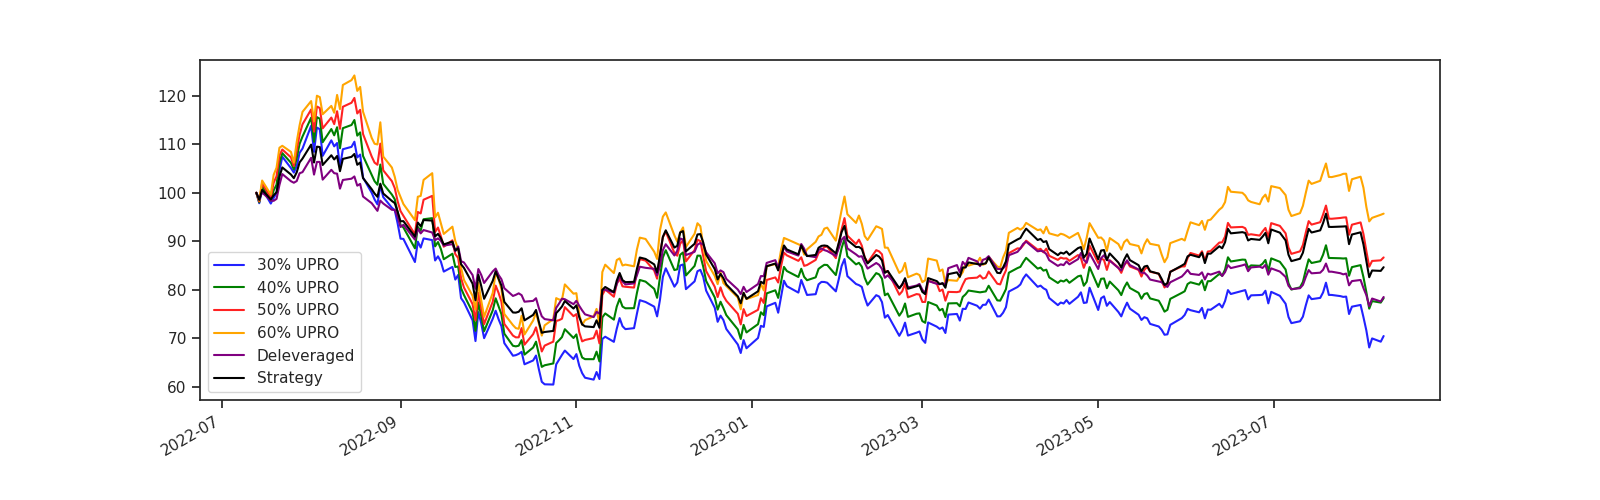 120
110
100
90
80
70
60
30% UPRO
40% UPRO
50% UPRO
60% UPRO
Deleveraged
Strategy
2022-07
2022-09
2022-11
2023-01
2023-03
2023-05
2023-07